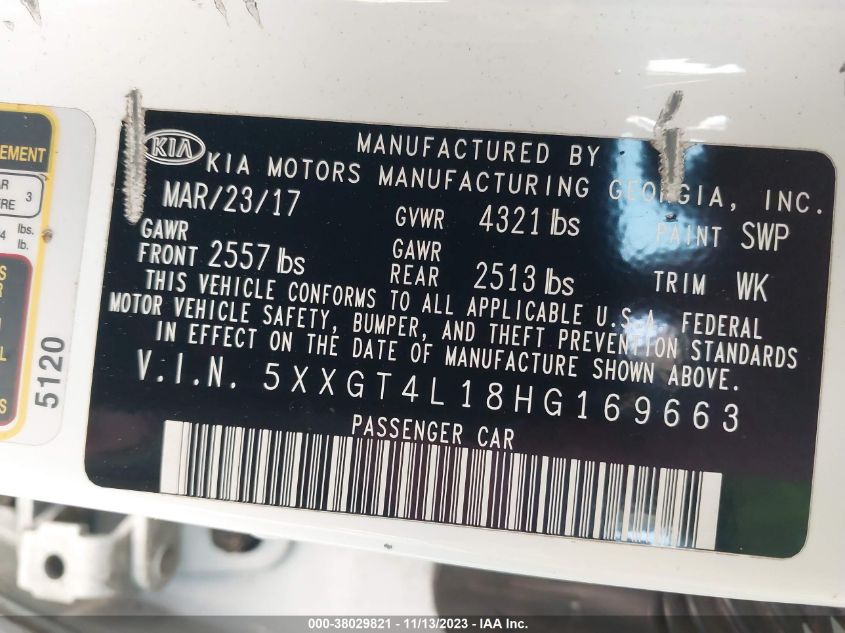 MANUFACTURED BY
KIA KIA MOTORS MANUFACTURING GEORGIA, INC.
MAR/23/17 GVWR 4321 lbs PAINT SWP
GAWR GAWR
FRONT 2557 lbs REAR 2513 lbs TRIM WK
THIS VEHICLE CONFORMS TO ALL APPLICABLE U.S.A. FEDERAL
MOTOR VEHICLE SAFETY, BUMPER, AND THEFT PREVENTION STANDARDS
IN EFFECT ON THE DATE OF MANUFACTURE SHOWN ABOVE.
V.I.N. 5XXGT4L18HG169663
PASSENGER CAR
3
lbs.
lb.
5120
000-38029821 - 11/13/2023 - IAA Inc.